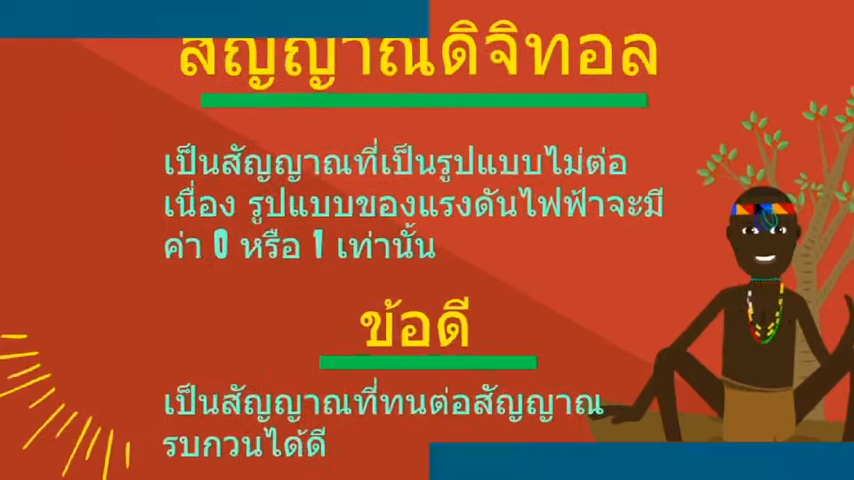 สัญญาณดิจิทอล
เป็นสัญญาณที่เป็นรูปแบบไม่ต่อ
เนื่อง รูปแบบของแรงดันไฟฟ้าจะมี
ค่า 0 หรือ 1 เท่านั้น
ข้อดี
เป็นสัญญาณที่ทนต่อสัญญาณ
รบกวนได้ดี